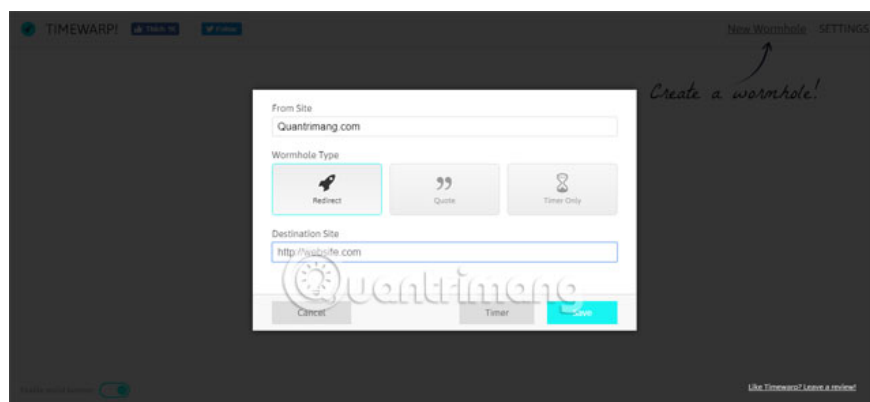 TIMEWARP!
New Wormhole SETTINGS
Create a wormhole!
From Site
Quantrimang.com
Wormhole Type
Redirect Quote Timer Only
Destination Site
http://website.com
Quantrimang
Cancel Timer Save
Like Timewarp? Leave a review!